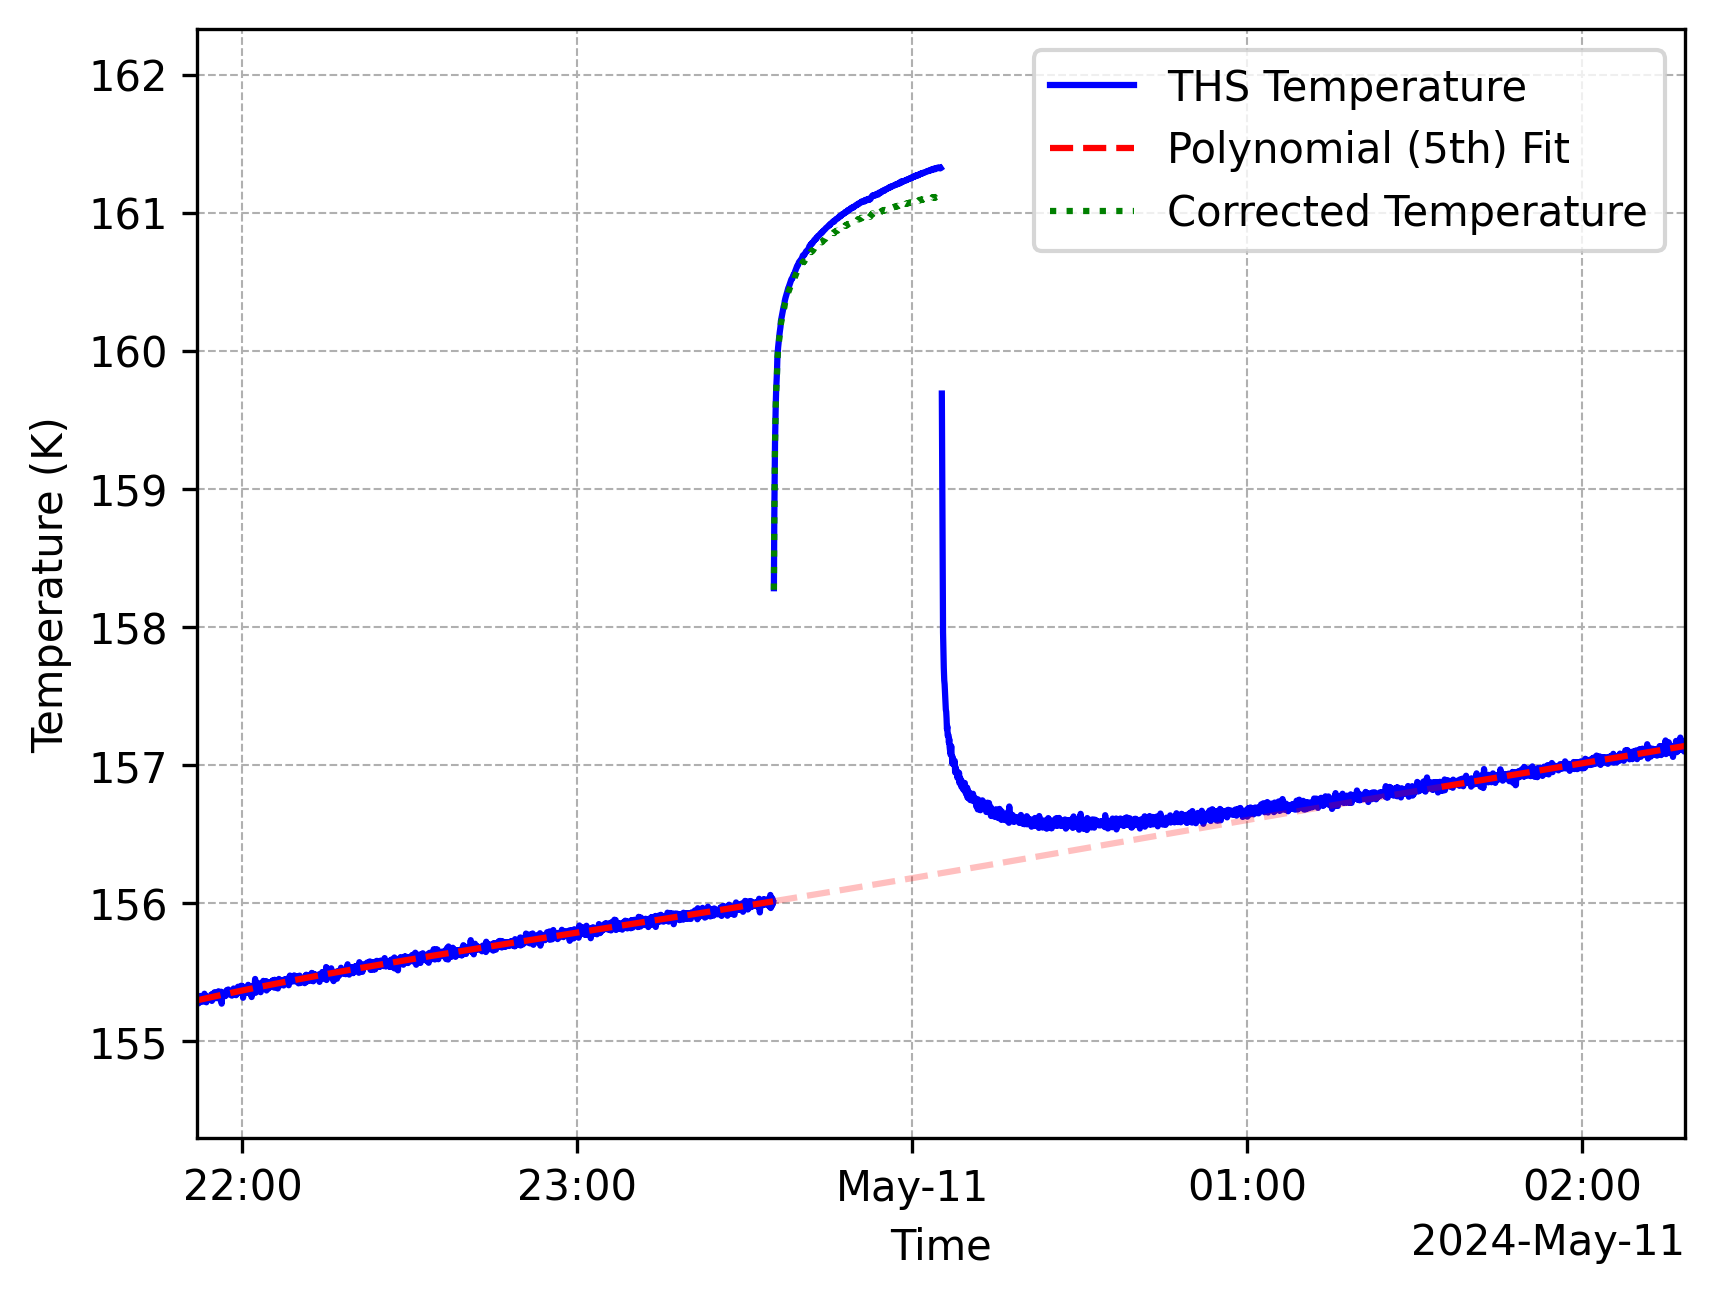 THS Temperature
Polynomial (5th) Fit
Corrected Temperature
162
161
160
159
158
157
156
155
Temperature (K)
22:00 23:00 May-11 01:00 02:00
Time
2024-May-11